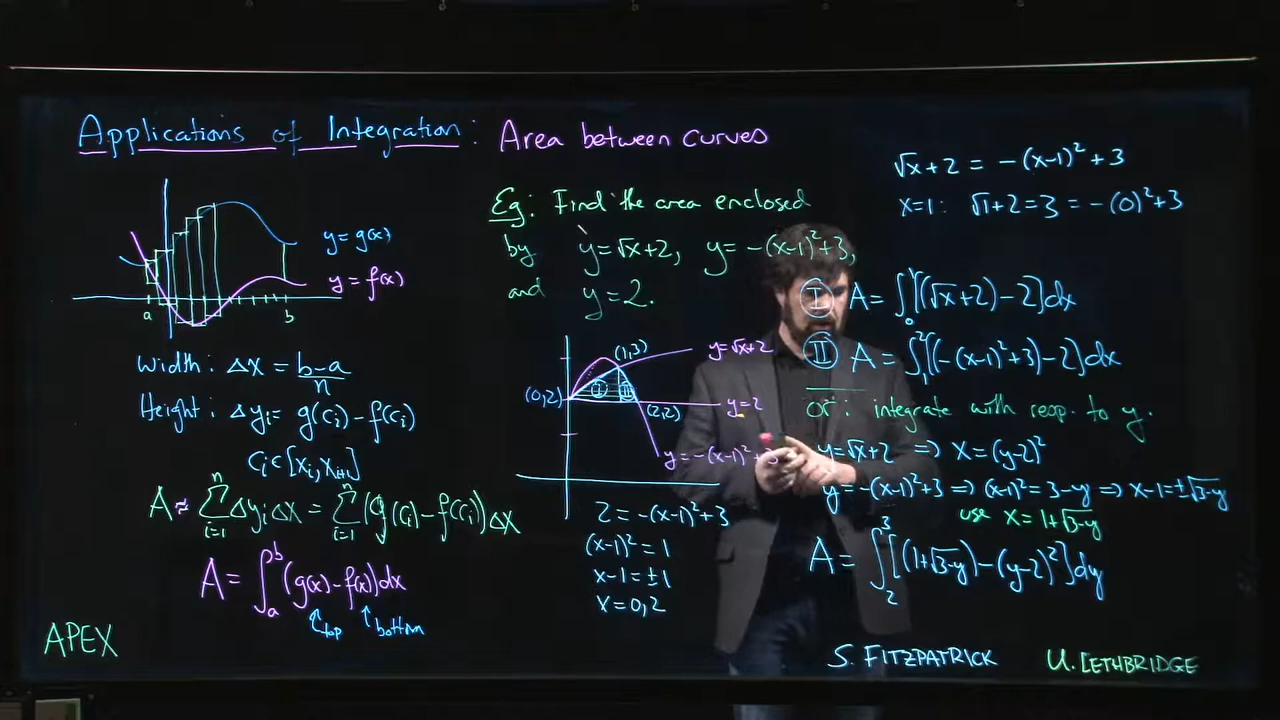 Applications of Integration: Area between curves
y = g(x)
y = f(x)
a
b
Width: Δx = b-a/n
Height: Δyᵢ = g(cᵢ) - f(cᵢ)
cᵢ ∈ [xᵢ, xᵢ₊₁]
A ≈ Σᵢ₌₁ⁿ Δyᵢ Δx = Σᵢ₌₁ⁿ (g(cᵢ) - f(cᵢ)) Δx
A = ∫ₐᵇ (g(x) - f(x)) dx
top
bottom
APEX
Eg: Find the area enclosed
by y = √x + 2, y = -(x-1)² + 3,
and y = 2.
(1,3)
y = √x + 2
(0,2)
I
II
y = 2
(2,2)
y = -(x-1)² + 3
2 = -(x-1)² + 3
(x-1)² = 1
x-1 = ±1
x = 0, 2
√x + 2 = -(x-1)² + 3
x = 1: √1 + 2 = 3 = -(0)² + 3
I A = ∫₀¹ [(√x + 2) - 2] dx
II A = ∫₁² [(-(x-1)² + 3) - 2] dx
or: integrate with resp. to y.
y = √x + 2 ⇒ x = (y-2)²
y = -(x-1)² + 3 ⇒ (x-1)² = 3-y ⇒ x-1 = ±√3-y
use x = 1 + √3-y
A = ∫₂³ [(1 + √3-y) - (y-2)²] dy
S. FITZPATRICK U. LETHBRIDGE